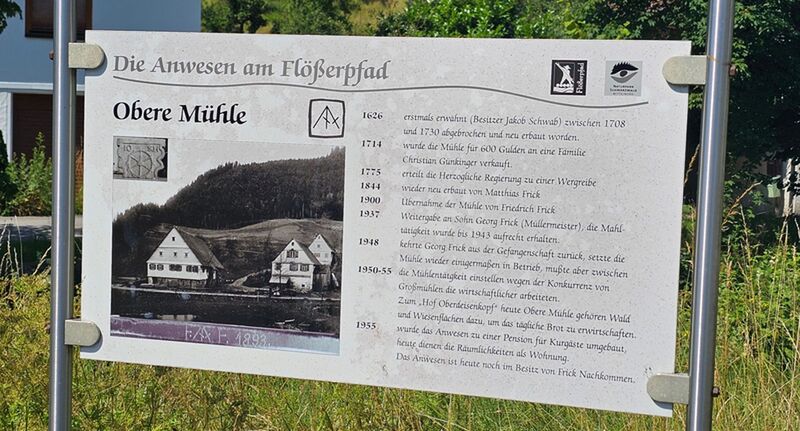 Die Anwesen am Flößerpfad
Flößerpfad
Obere Mühle
1626 erstmals erwähnt (Besitzer Jakob Schwab) zwischen 1708
und 1730 abgebrochen und neu erbaut worden.
1714 wurde die Mühle für 600 Gulden an eine Familie
Christian Günkinger verkauft.
1775 erteilt die Herzogliche Regierung zu einer Wergreibe
1844 wieder neu erbaut von Matthias Frick
1900 Übernahme der Mühle von Friedrich Frick
1937 Weitergabe an Sohn Georg Frick (Müllermeister), die Mahl-
tätigkeit wurde bis 1943 aufrecht erhalten.
1948 kehrte Georg Frick aus der Gefangenschaft zurück, setzte die
Mühle wieder einigermaßen in Betrieb, mußte aber zwischen
1950-55 die Mühlentätigkeit einstellen wegen der Konkurrenz von
Großmühlen die wirtschaftlicher arbeiteten.
Zum „Hof Oberdeisenkopf" heute Obere Mühle gehören Wald
und Wiesenflächen dazu, um das tägliche Brot zu erwirtschaften.
1955 wurde das Anwesen zu einer Pension für Kurgäste umgebaut,
heute dienen die Räumlichkeiten als Wohnung.
Das Anwesen ist heute noch im Besitz von Frick Nachkommen.
1893